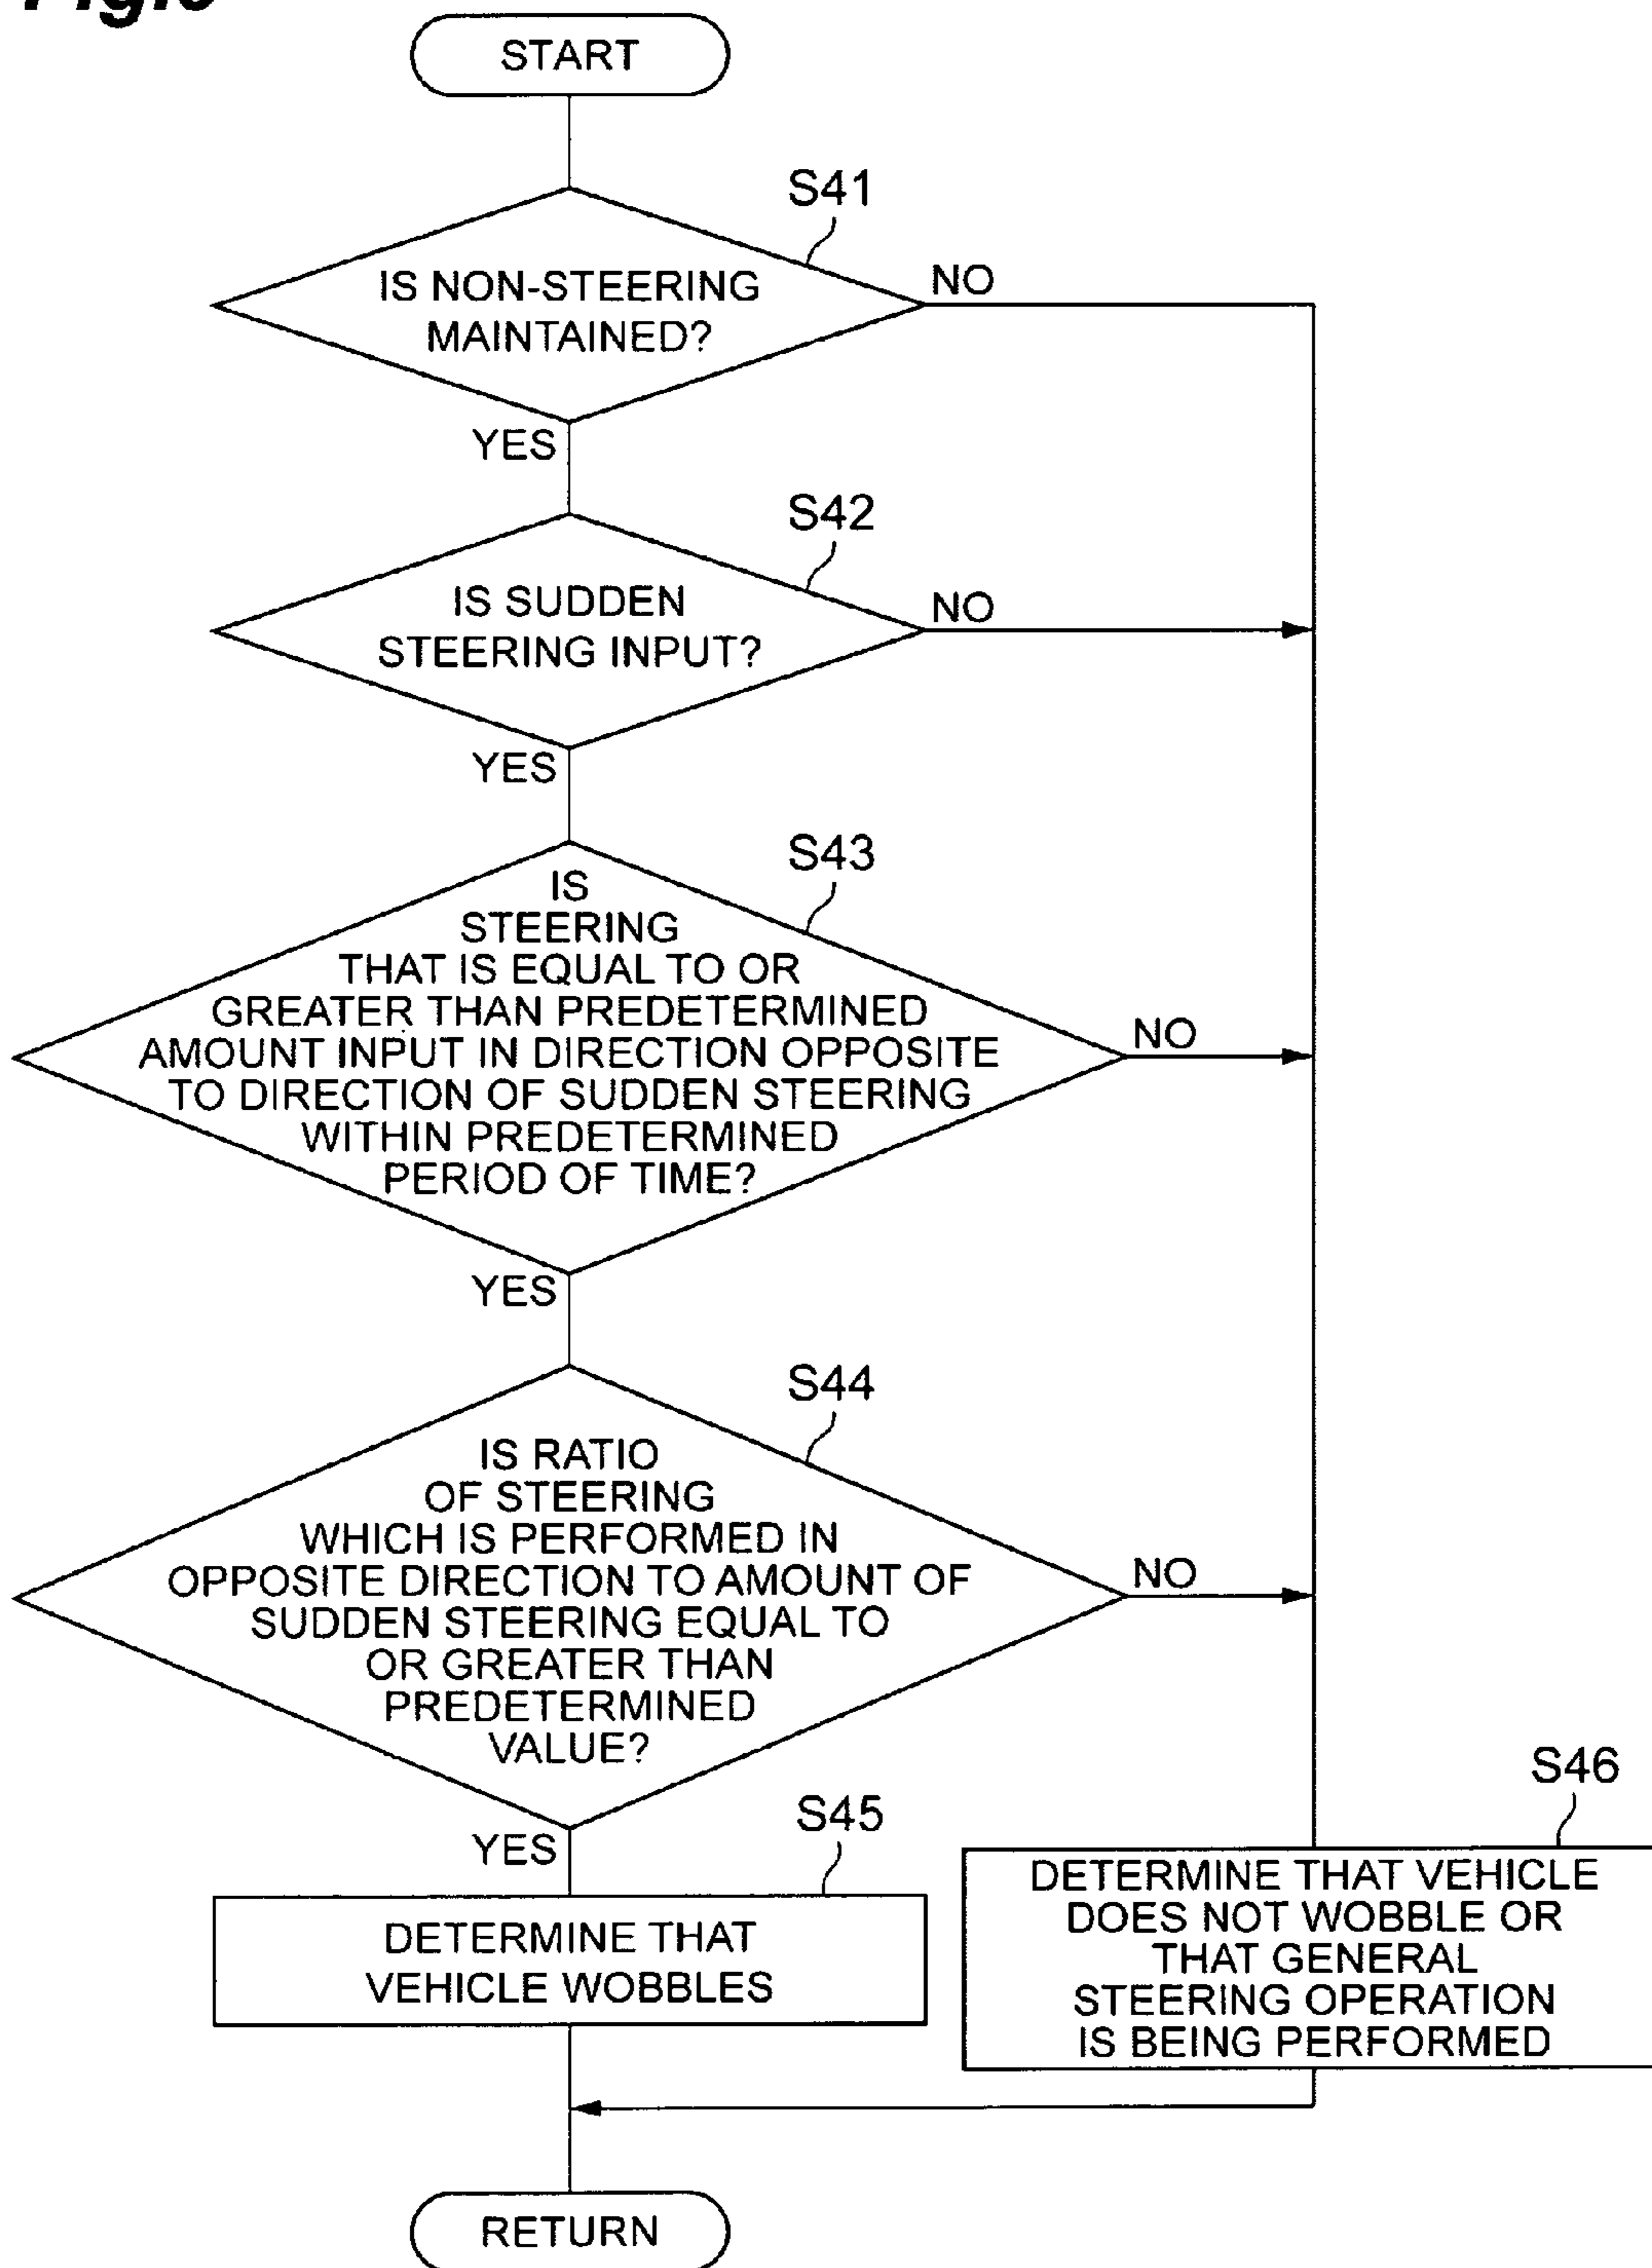 START
S41
IS NON-STEERING
MAINTAINED?
NO
YES
S42
IS SUDDEN
STEERING INPUT?
NO
YES
S43
IS
STEERING
THAT IS EQUAL TO OR
GREATER THAN PREDETERMINED
AMOUNT INPUT IN DIRECTION OPPOSITE
TO DIRECTION OF SUDDEN STEERING
WITHIN PREDETERMINED
PERIOD OF TIME?
NO
YES
S44
IS RATIO
OF STEERING
WHICH IS PERFORMED IN
OPPOSITE DIRECTION TO AMOUNT OF
SUDDEN STEERING EQUAL TO
OR GREATER THAN
PREDETERMINED
VALUE?
NO
YES
S45
DETERMINE THAT
VEHICLE WOBBLES
S46
DETERMINE THAT VEHICLE
DOES NOT WOBBLE OR
THAT GENERAL
STEERING OPERATION
IS BEING PERFORMED
RETURN